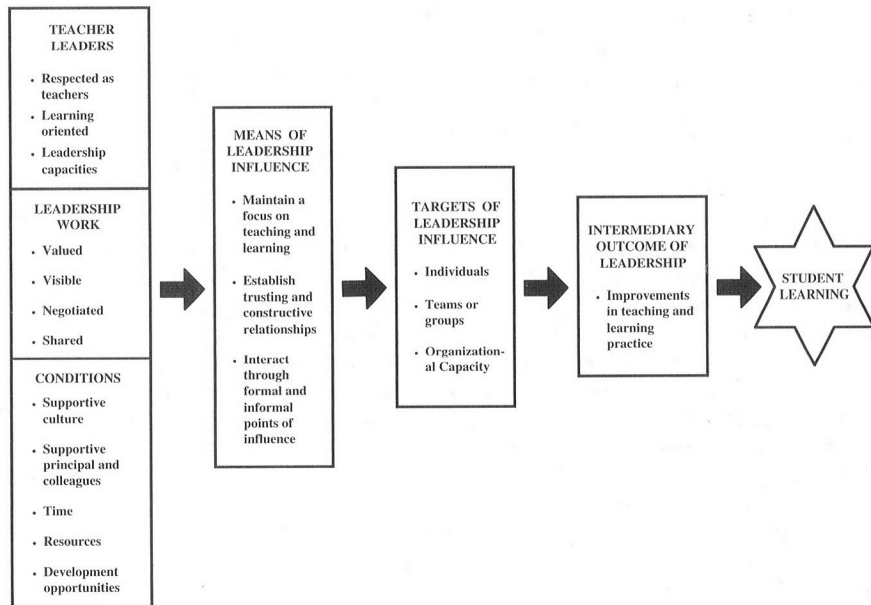 TEACHER
LEADERS
• Respected as
teachers
• Learning
oriented
• Leadership
capacities
LEADERSHIP
WORK
• Valued
• Visible
• Negotiated
• Shared
CONDITIONS
• Supportive
culture
• Supportive
principal and
colleagues
• Time
• Resources
• Development
opportunities
MEANS OF
LEADERSHIP
INFLUENCE
• Maintain a
focus on
teaching and
learning
• Establish
trusting and
constructive
relationships
• Interact
through
formal and
informal
points of
influence
TARGETS OF
LEADERSHIP
INFLUENCE
• Individuals
• Teams or
groups
• Organization-
al Capacity
INTERMEDIARY
OUTCOME OF
LEADERSHIP
• Improvements
in teaching and
learning
practice
STUDENT
LEARNING